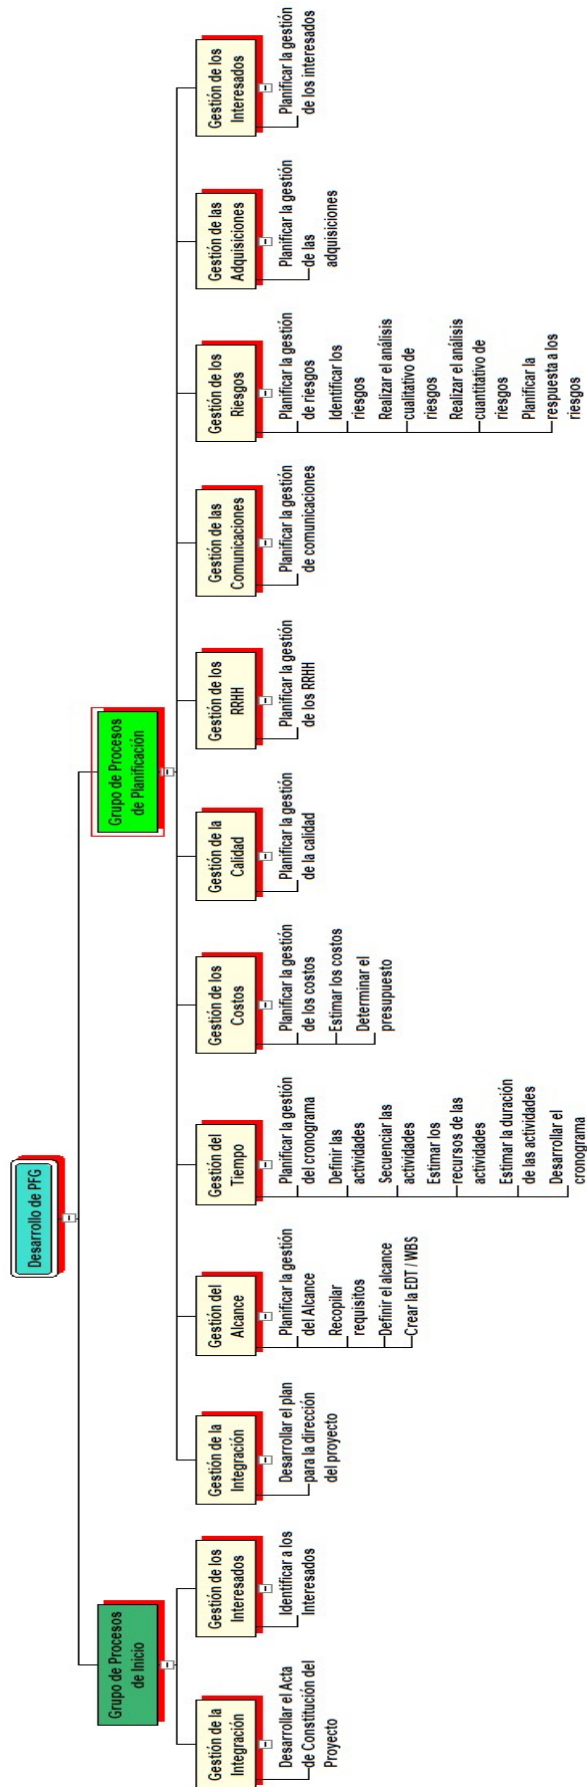 Desarrollo de PFG
Grupo de Procesos
de Inicio
Gestión de la
Integración
Desarrollar el Acta
de Constitución del
Proyecto
Gestión de los
Interesados
Identificar a los
Interesados
Grupo de Procesos
de Planificación
Gestión de la
Integración
Desarrollar el plan
para la dirección
del proyecto
Gestión del
Alcance
Planificar la gestión
del Alcance
Recopilar
requisitos
Definir el alcance
Crear la EDT / WBS
Gestión del
Tiempo
Planificar la gestión
del cronograma
Definir las
actividades
Secuenciar las
actividades
Estimar los
recursos de las
actividades
Estimar la duración
de las actividades
Desarrollar el
cronograma
Gestión de los
Costos
Planificar la gestión
de los costos
Estimar los costos
Determinar el
presupuesto
Gestión de la
Calidad
Planificar la gestión
de la calidad
Gestión de los
RRHH
Planificar la gestión
de los RRHH
Gestión de las
Comunicaciones
Planificar la gestión
de comunicaciones
Gestión de los
Riesgos
Planificar la gestión
de riesgos
Identificar los
riesgos
Realizar el análisis
cualitativo de
riesgos
Realizar el análisis
cuantitativo de
riesgos
Planificar la
respuesta a los
riesgos
Gestión de las
Adquisiciones
Planificar la gestión
de las
adquisiciones
Gestión de los
Interesados
Planificar la gestión
de los interesados